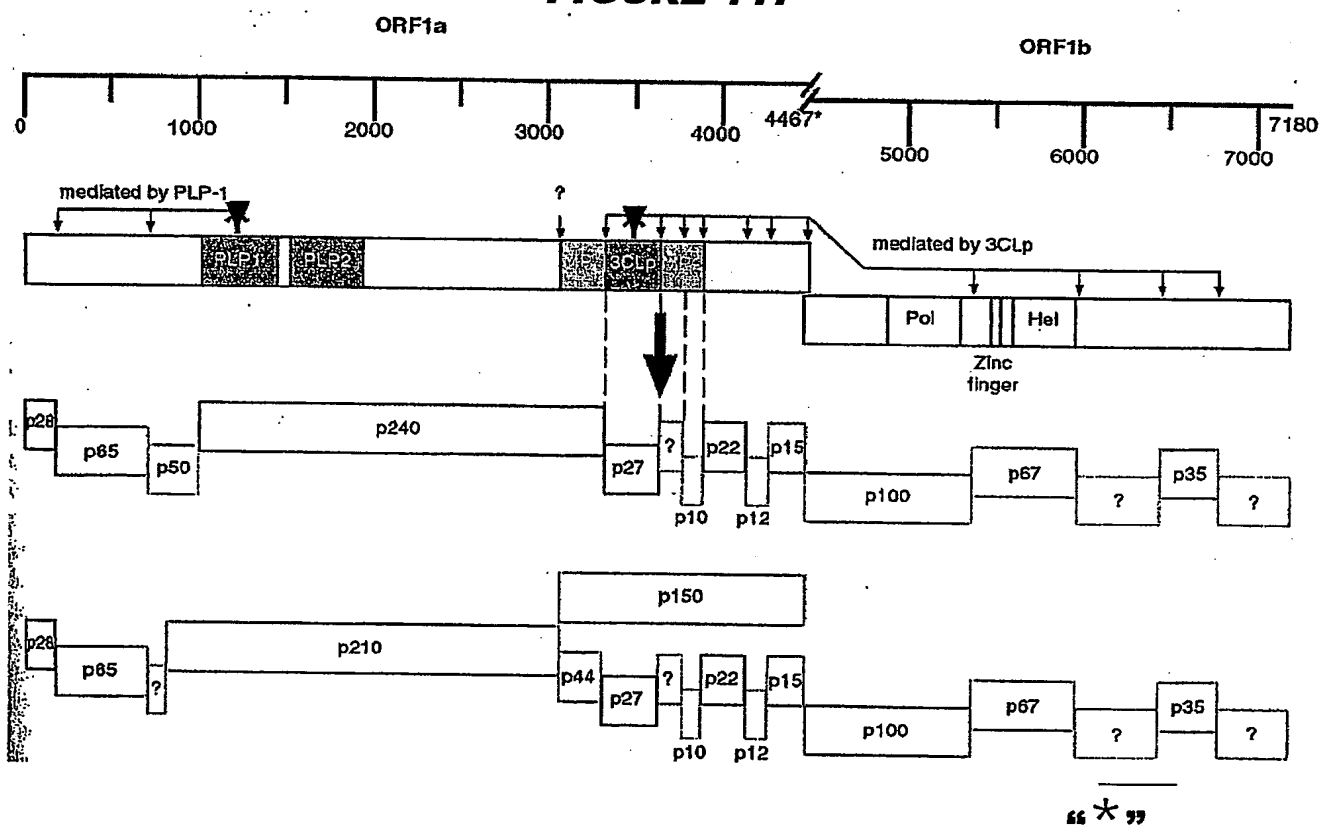 ORF1a
ORF1b
0 1000 2000 3000 4000 4467*
5000 6000 7000 7180
mediated by PLP-1
?
mediated by 3CLp
PLP1 PLP2 3CLp
Pol Hel
Zinc
finger
p28 p65 p50 p240 p27 ? p10 p22 p12 p15 p100 p67 ? p35 ?
p150
p28 p65 ? p210 p44 p27 ? p10 p22 p12 p15 p100 p67 ? p35 ?
“*”